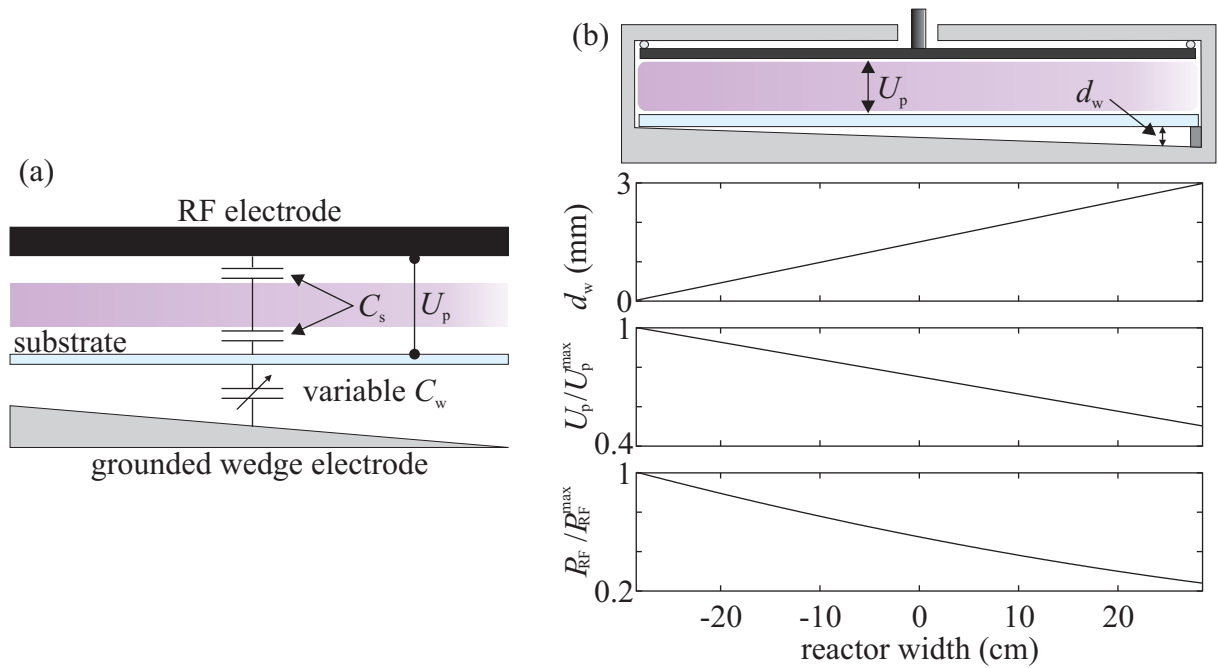 (a)
RF electrode
C_s
U_p
substrate
variable C_w
grounded wedge electrode
(b)
U_p
d_w
d_w (mm)
3
0
U_p/U_p^max
1
0.4
P_RF/P_RF^max
1
0.2
-20 -10 0 10 20
reactor width (cm)